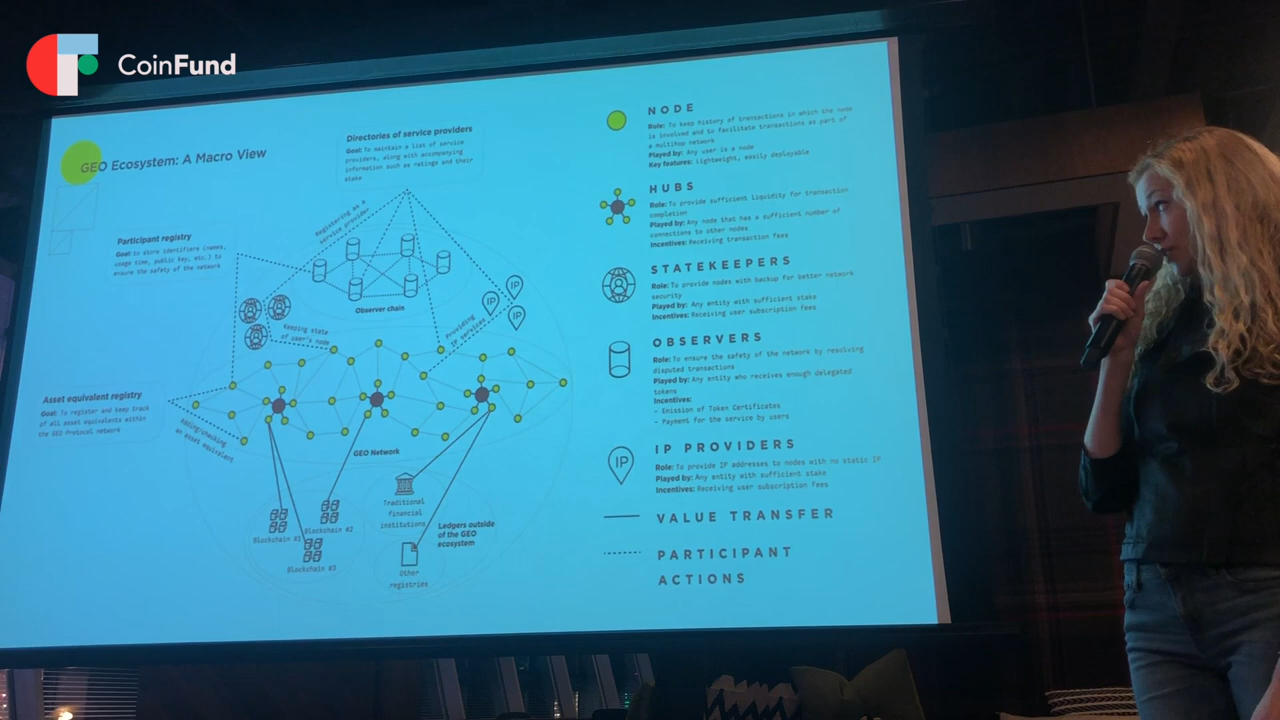 CoinFund
GEO Ecosystem: A Macro View
Directories of service providers
Goal: To maintain a list of service
providers, along with accompanying
information such as ratings and their
stake
Participant registry
Goal: to store identifiers (names,
usage time, public key, etc.) to
ensure the safety of the network
Registering as a
service provider
Observer chain
Keeping state
of user's node
Providing
IP services
IP
IP
IP
Asset equivalent registry
Goal: To register and keep track
of all asset equivalents within
the GEO Protocol network
Adding/checking
an asset equivalent
GEO Network
Blockchain #1
Blockchain #2
Blockchain #3
Traditional
financial
institutions
Other
registries
Ledgers outside
of the GEO
ecosystem
NODE
Role: To keep history of transactions in which the node
is involved and to facilitate transactions as part of
a multihop network
Played by: Any user is a node
Key features: Lightweight, easily deployable
HUBS
Role: To provide sufficient liquidity for transaction
completion
Played by: Any node that has a sufficient number of
connections to other nodes
Incentives: Receiving transaction fees
STATEKEEPERS
Role: To provide nodes with backup for better network
security
Played by: Any entity with sufficient stake
Incentives: Receiving user subscription fees
OBSERVERS
Role: To ensure the safety of the network by resolving
disputed transactions
Played by: Any entity who receives enough delegated
tokens
Incentives:
- Emission of Token Certificates
- Payment for the service by users
IP
IP PROVIDERS
Role: To provide IP addresses to nodes with no static IP
Played by: Any entity with sufficient stake
Incentives: Receiving user subscription fees
VALUE TRANSFER
PARTICIPANT
ACTIONS